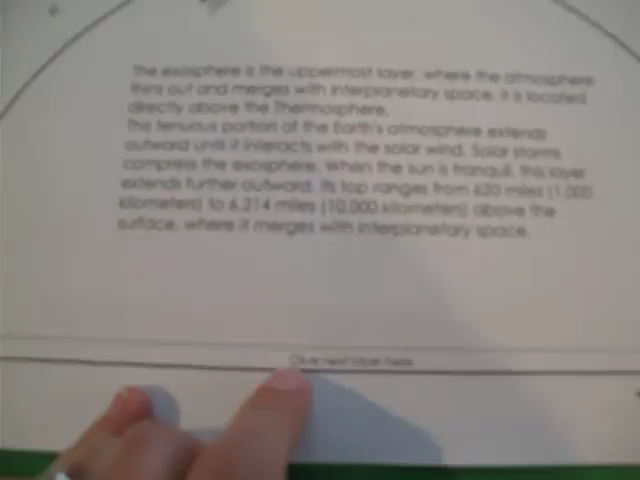 The exosphere is the uppermost layer, where the atmosphere
thins out and merges with interplanetary space. It is located
directly above the Thermosphere.
This tenuous portion of the Earth's atmosphere extends
outward until it interacts with the solar wind. Solar storms
compress the exosphere. When the sun is tranquil, this layer
extends further outward. Its top ranges from 620 miles (1,000
kilometers) to 6,214 miles (10,000 kilometers) above the
surface, where it merges with interplanetary space.
Glue next layer here